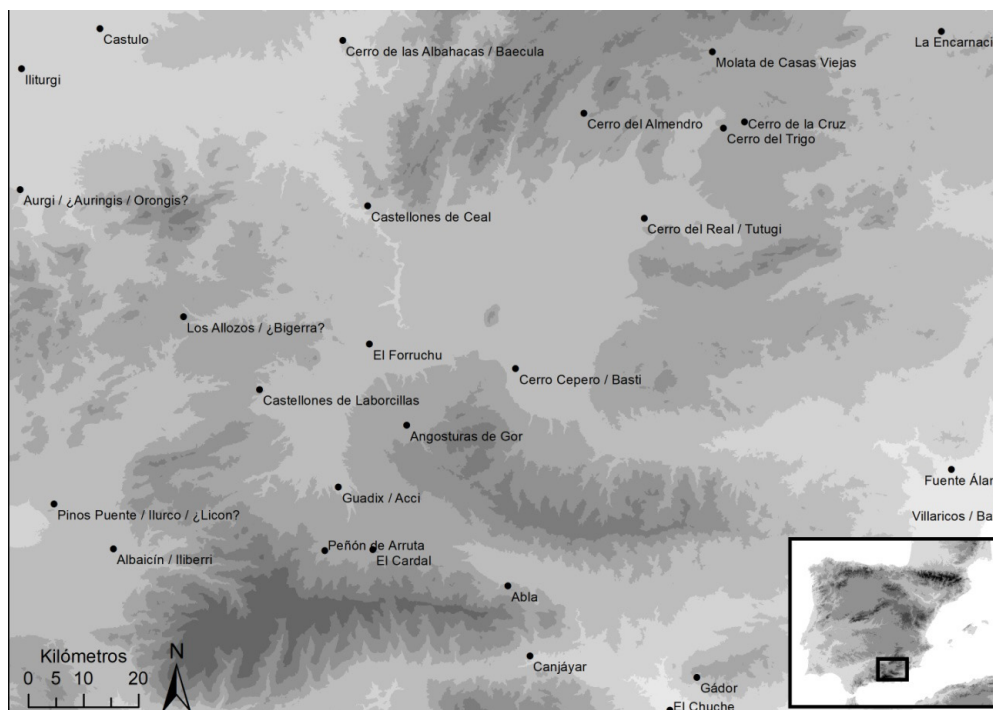 Castulo
Cerro de las Albahacas / Baecula
La Encarnaci
Iliturgi
Molata de Casas Viejas
Cerro del Almendro
Cerro de la Cruz
Cerro del Trigo
Aurgi / ¿Auringis / Orongis?
Castellones de Ceal
Cerro del Real / Tutugi
Los Allozos / ¿Bigerra?
El Forruchu
Cerro Cepero / Basti
Castellones de Laborcillas
Angosturas de Gor
Fuente Álar
Guadix / Acci
Pinos Puente / Ilurco / ¿Licon?
Villaricos / Ba
Peñón de Arruta
Albaicín / Iliberri
El Cardal
Abla
Kilómetros
N
0 5 10 20
Canjáyar
Gádor
El Chuche